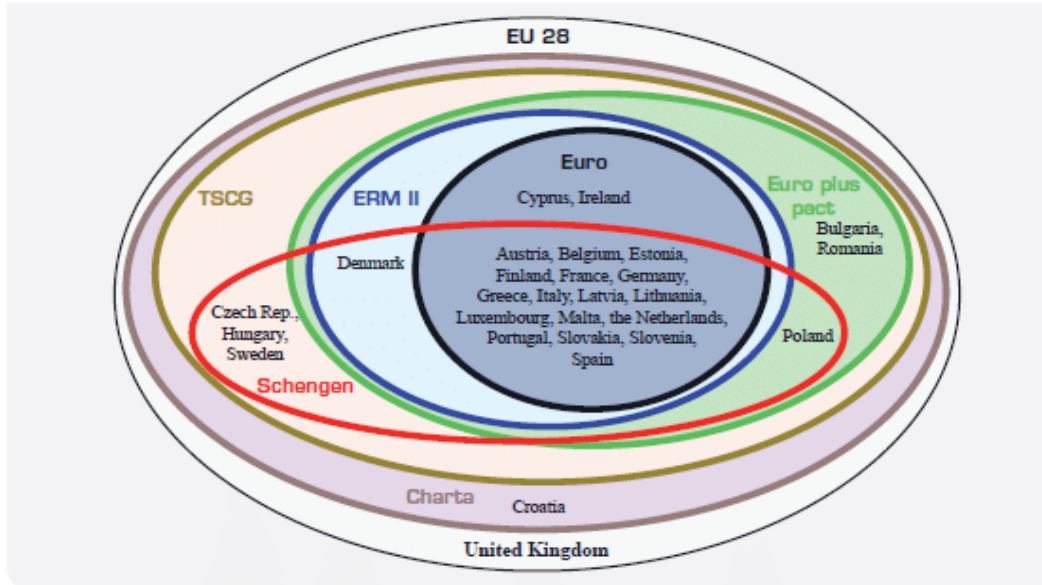 EU 28
Euro
Cyprus, Ireland
TSCG
ERM II
Euro plus
pact
Bulgaria,
Romania
Denmark
Austria, Belgium, Estonia,
Finland, France, Germany,
Greece, Italy, Latvia, Lithuania,
Luxembourg, Malta, the Netherlands,
Portugal, Slovakia, Slovenia,
Spain
Czech Rep.,
Hungary,
Sweden
Poland
Schengen
Charta
Croatia
United Kingdom